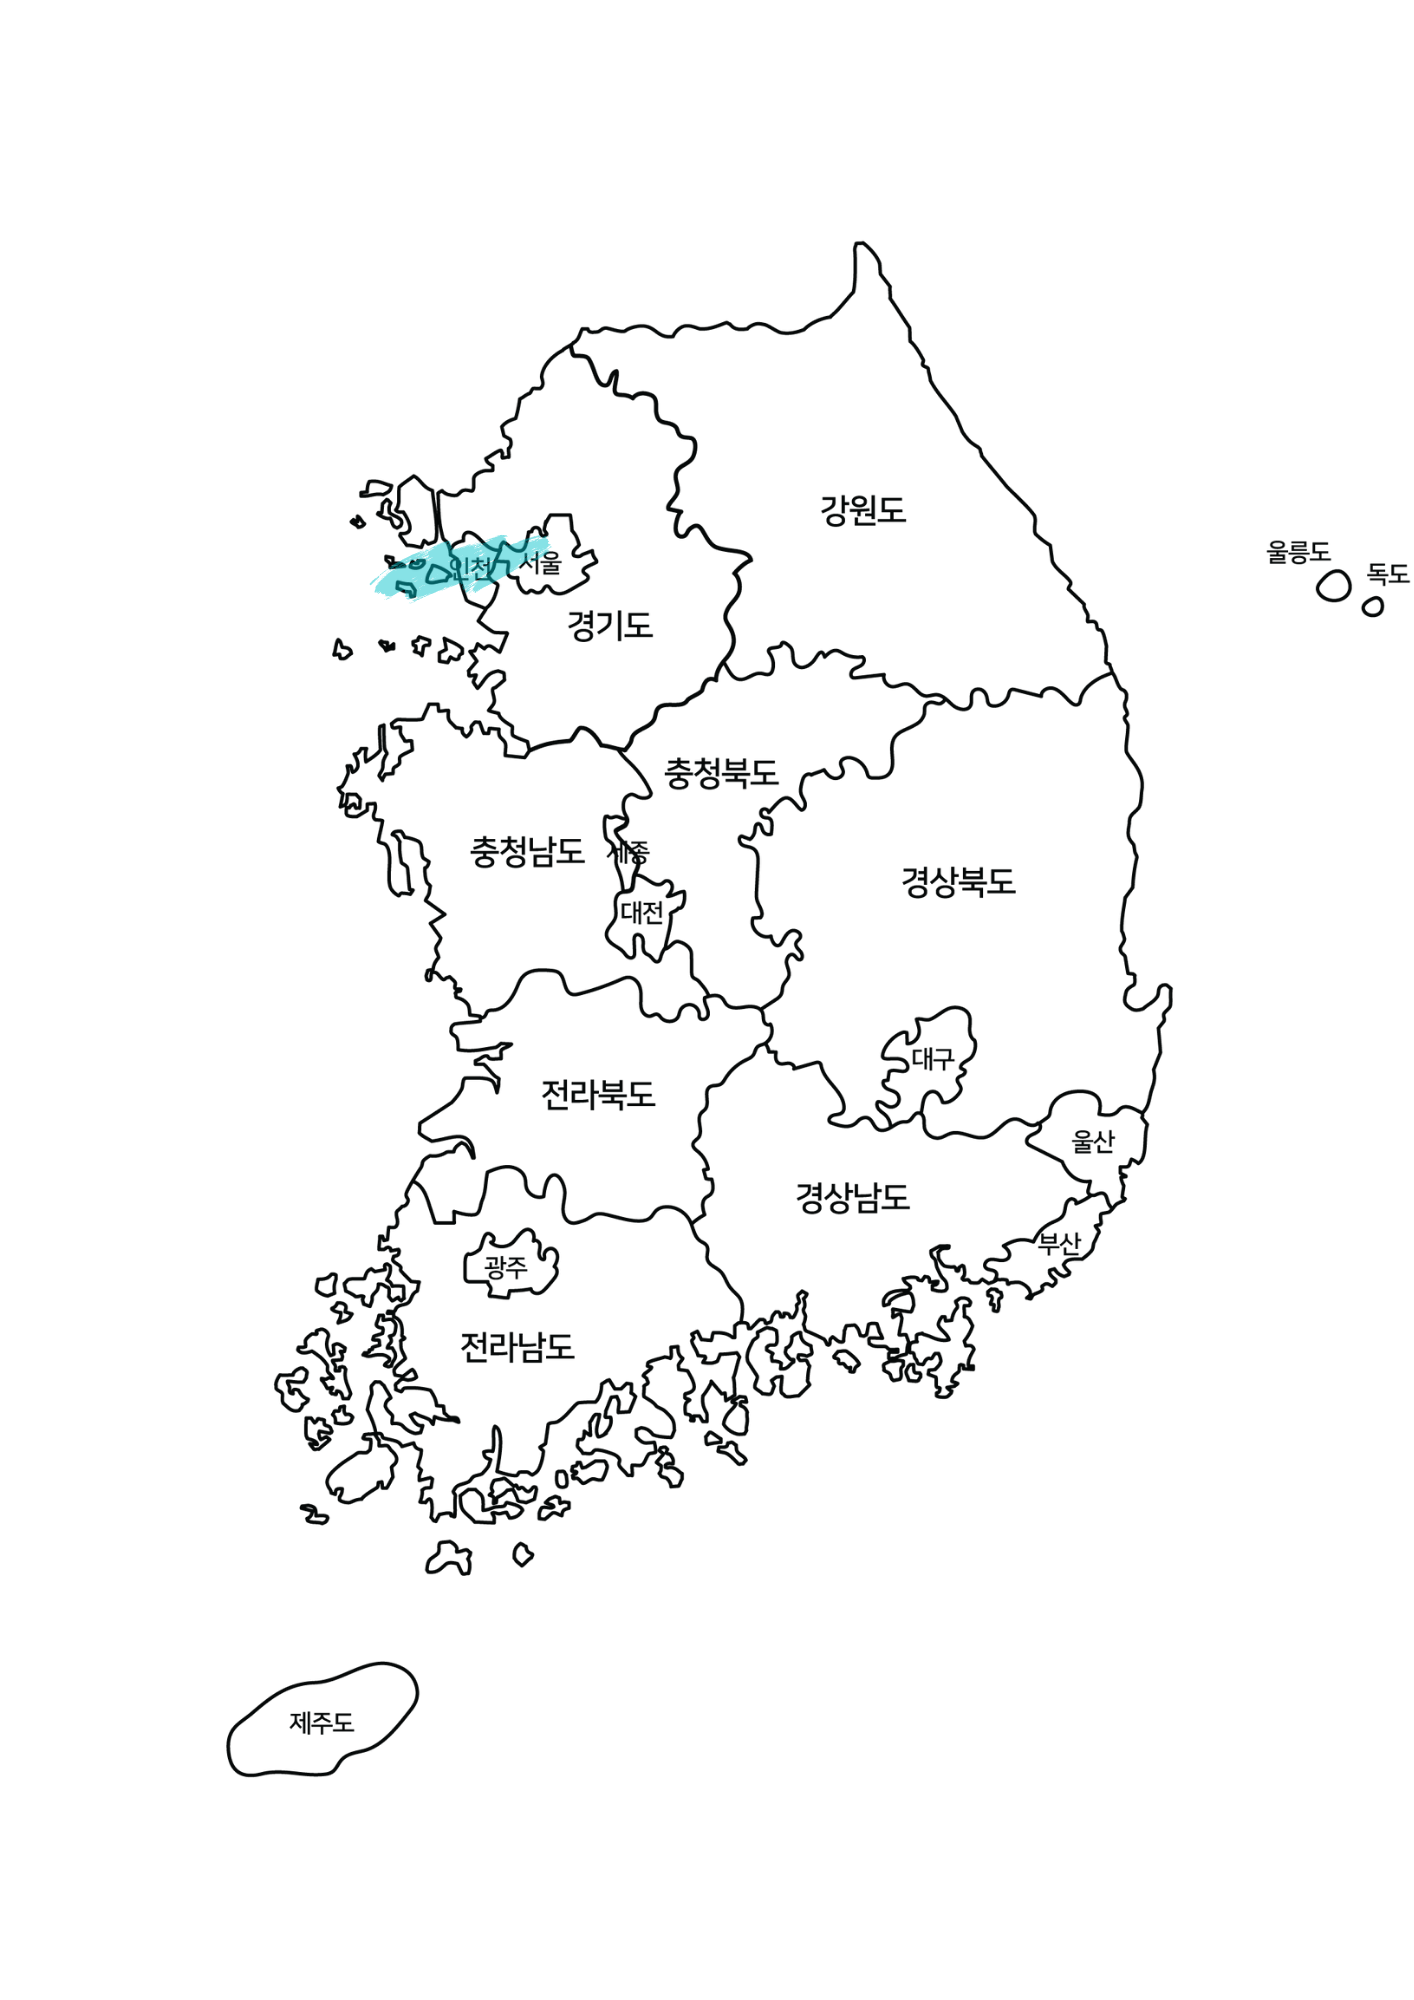 강원도
울릉도
독도
인천
서울
경기도
충청북도
충청남도
세종
경상북도
대전
대구
전라북도
울산
경상남도
부산
광주
전라남도
제주도